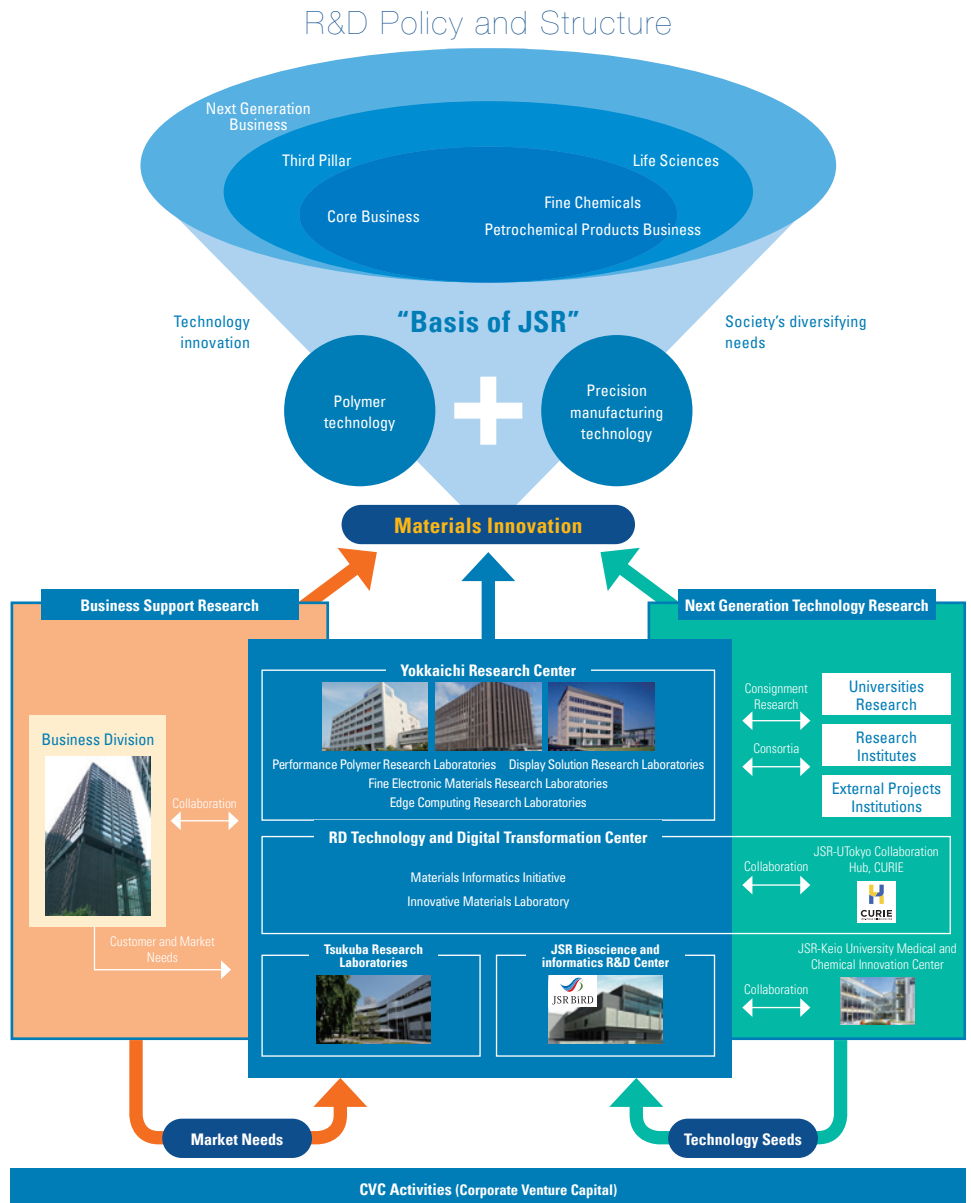 R&D Policy and Structure
Next Generation
Business
Third Pillar
Life Sciences
Core Business
Fine Chemicals
Petrochemical Products Business
Technology
innovation
“Basis of JSR”
Society’s diversifying
needs
Polymer
technology
Precision
manufacturing
technology
Materials Innovation
Business Support Research
Next Generation Technology Research
Business Division
Collaboration
Customer and Market
Needs
Yokkaichi Research Center
Performance Polymer Research Laboratories
Display Solution Research Laboratories
Fine Electronic Materials Research Laboratories
Edge Computing Research Laboratories
RD Technology and Digital Transformation Center
Materials Informatics Initiative
Innovative Materials Laboratory
Tsukuba Research
Laboratories
JSR Bioscience and
informatics R&D Center
JSR BiRD
Consignment
Research
Universities
Research
Consortia
Research
Institutes
External Projects
Institutions
Collaboration
JSR-UTokyo Collaboration
Hub, CURIE
CURIE
JSR-Keio University Medical and
Chemical Innovation Center
Collaboration
Market Needs
Technology Seeds
CVC Activities (Corporate Venture Capital)